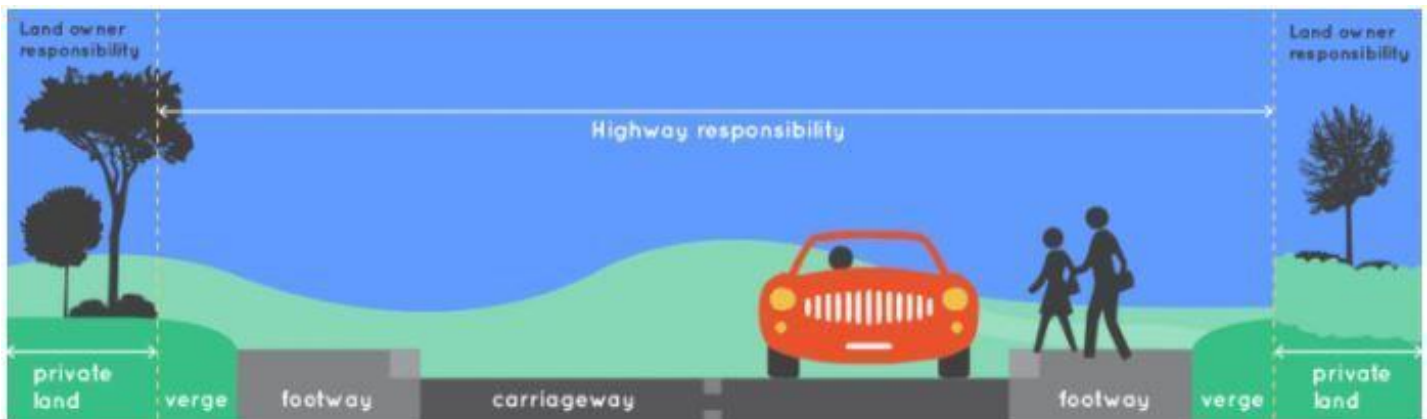 Land owner
responsibility
Land owner
responsibility
Highway responsibility
private
land
verge
footway
carriageway
footway
verge
private
land